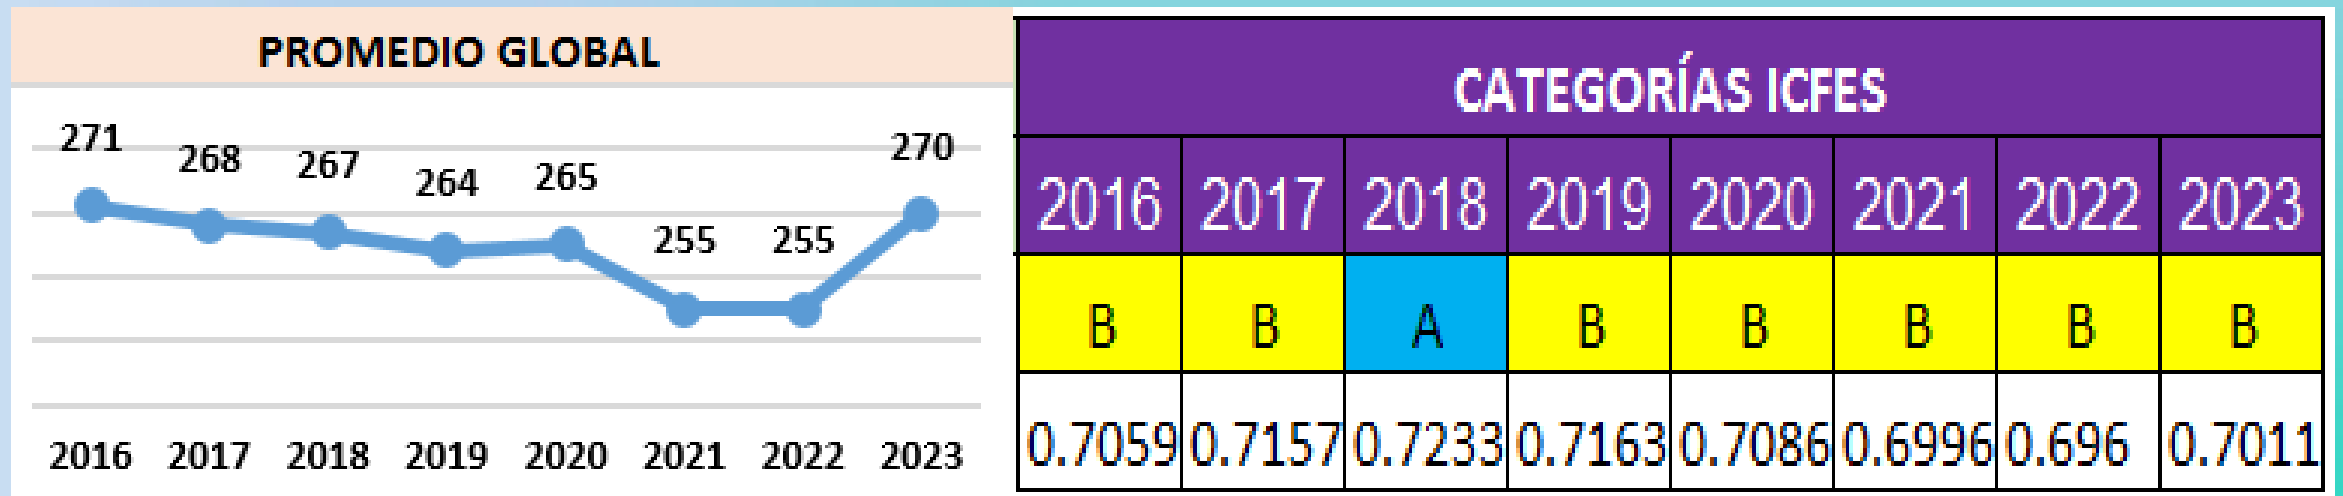 PROMEDIO GLOBAL
271 268 267 264 265 255 255 270
2016 2017 2018 2019 2020 2021 2022 2023
CATEGORÍAS ICFES
2016 2017 2018 2019 2020 2021 2022 2023
B B A B B B B B
0.7059 0.7157 0.7233 0.7163 0.7086 0.6996 0.696 0.7011